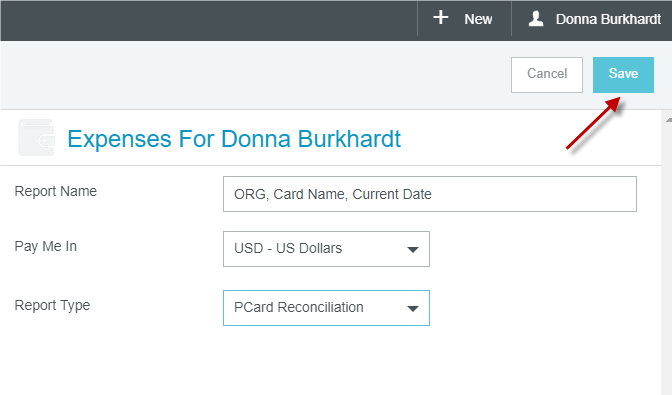 + New Donna Burkhardt
Cancel Save
Expenses For Donna Burkhardt
Report Name ORG, Card Name, Current Date
Pay Me In USD - US Dollars
Report Type PCard Reconciliation